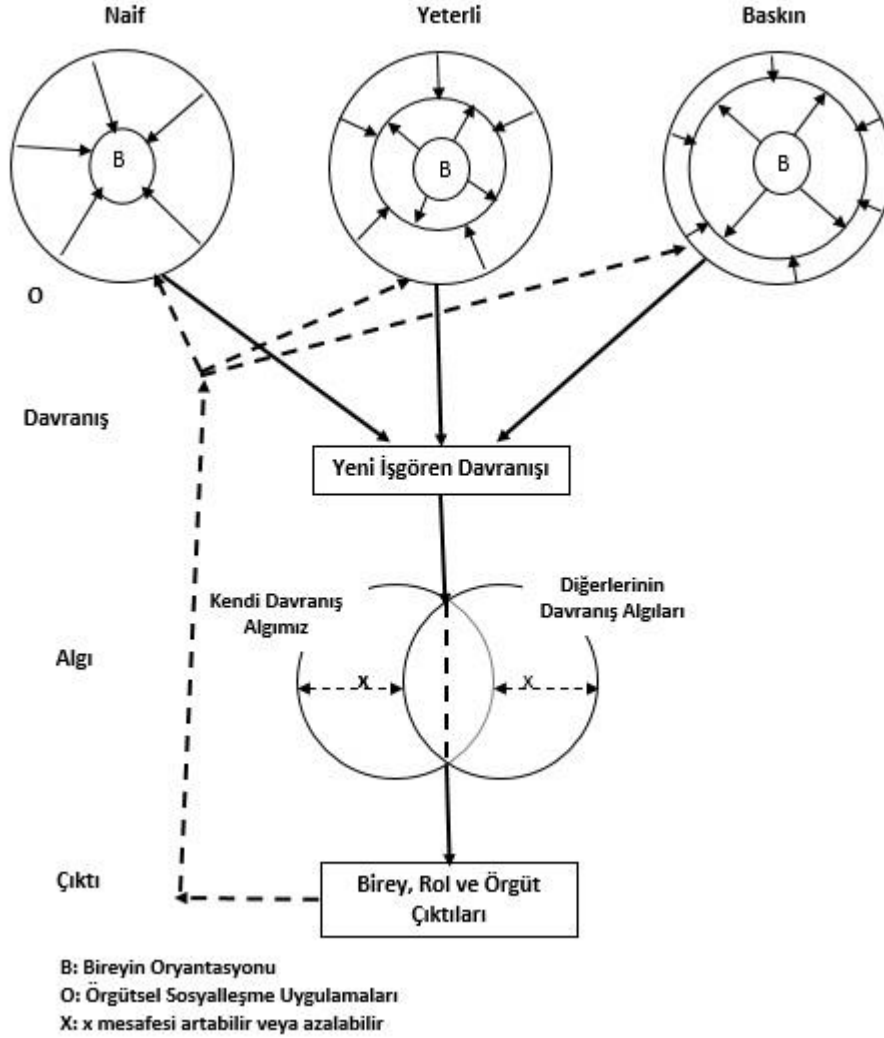 Naif
Yeterli
Baskın
B
B
B
O
Davranış
Yeni İşgören Davranışı
Kendi Davranış
Algımız
Diğerlerinin
Davranış Algıları
Algı
X
X
Çıktı
Birey, Rol ve Örgüt
Çıktıları
B: Bireyin Oryantasyonu
O: Örgütsel Sosyalleşme Uygulamaları
X: x mesafesi artabilir veya azalabilir